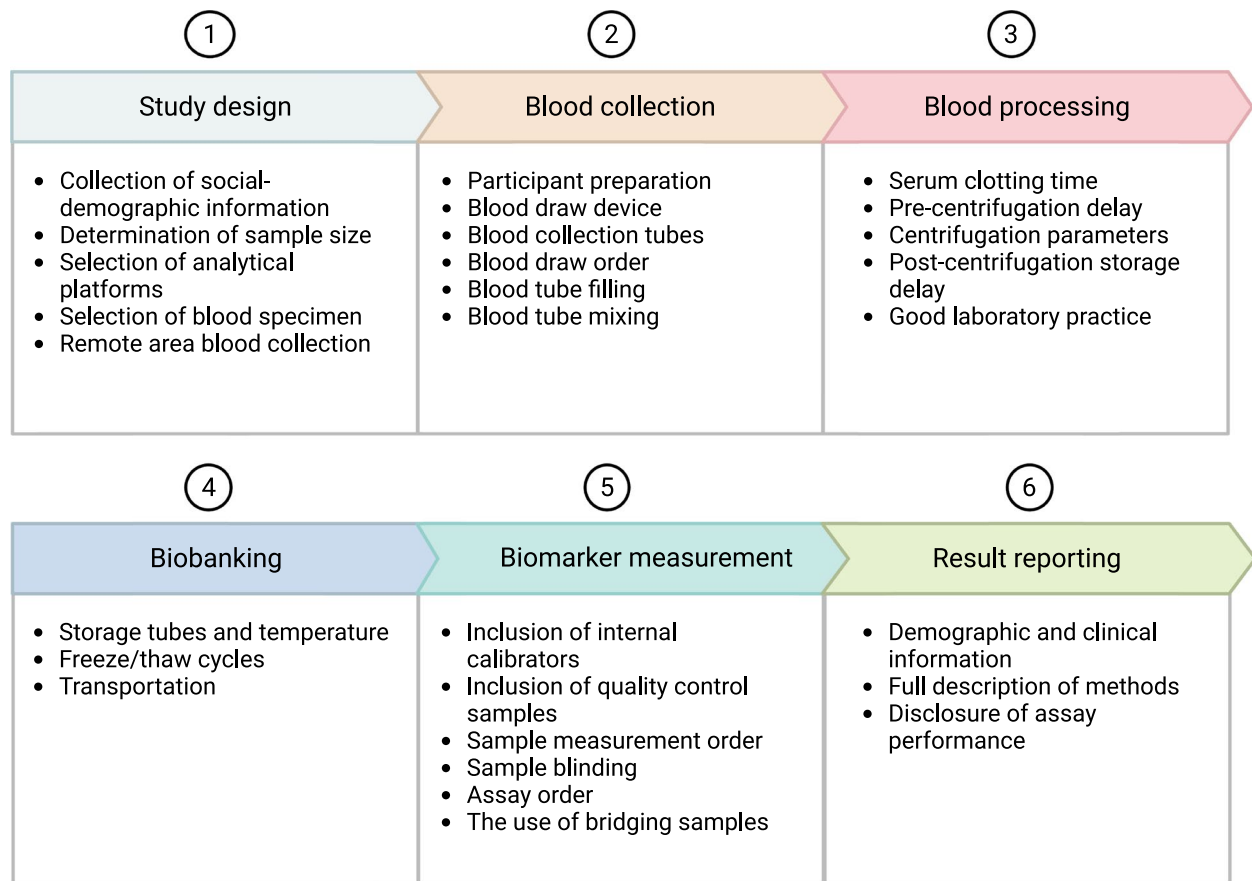 1
Study design
• Collection of social-
demographic information
• Determination of sample size
• Selection of analytical
platforms
• Selection of blood specimen
• Remote area blood collection
2
Blood collection
• Participant preparation
• Blood draw device
• Blood collection tubes
• Blood draw order
• Blood tube filling
• Blood tube mixing
3
Blood processing
• Serum clotting time
• Pre-centrifugation delay
• Centrifugation parameters
• Post-centrifugation storage
delay
• Good laboratory practice
4
Biobanking
• Storage tubes and temperature
• Freeze/thaw cycles
• Transportation
5
Biomarker measurement
• Inclusion of internal
calibrators
• Inclusion of quality control
samples
• Sample measurement order
• Sample blinding
• Assay order
• The use of bridging samples
6
Result reporting
• Demographic and clinical
information
• Full description of methods
• Disclosure of assay
performance